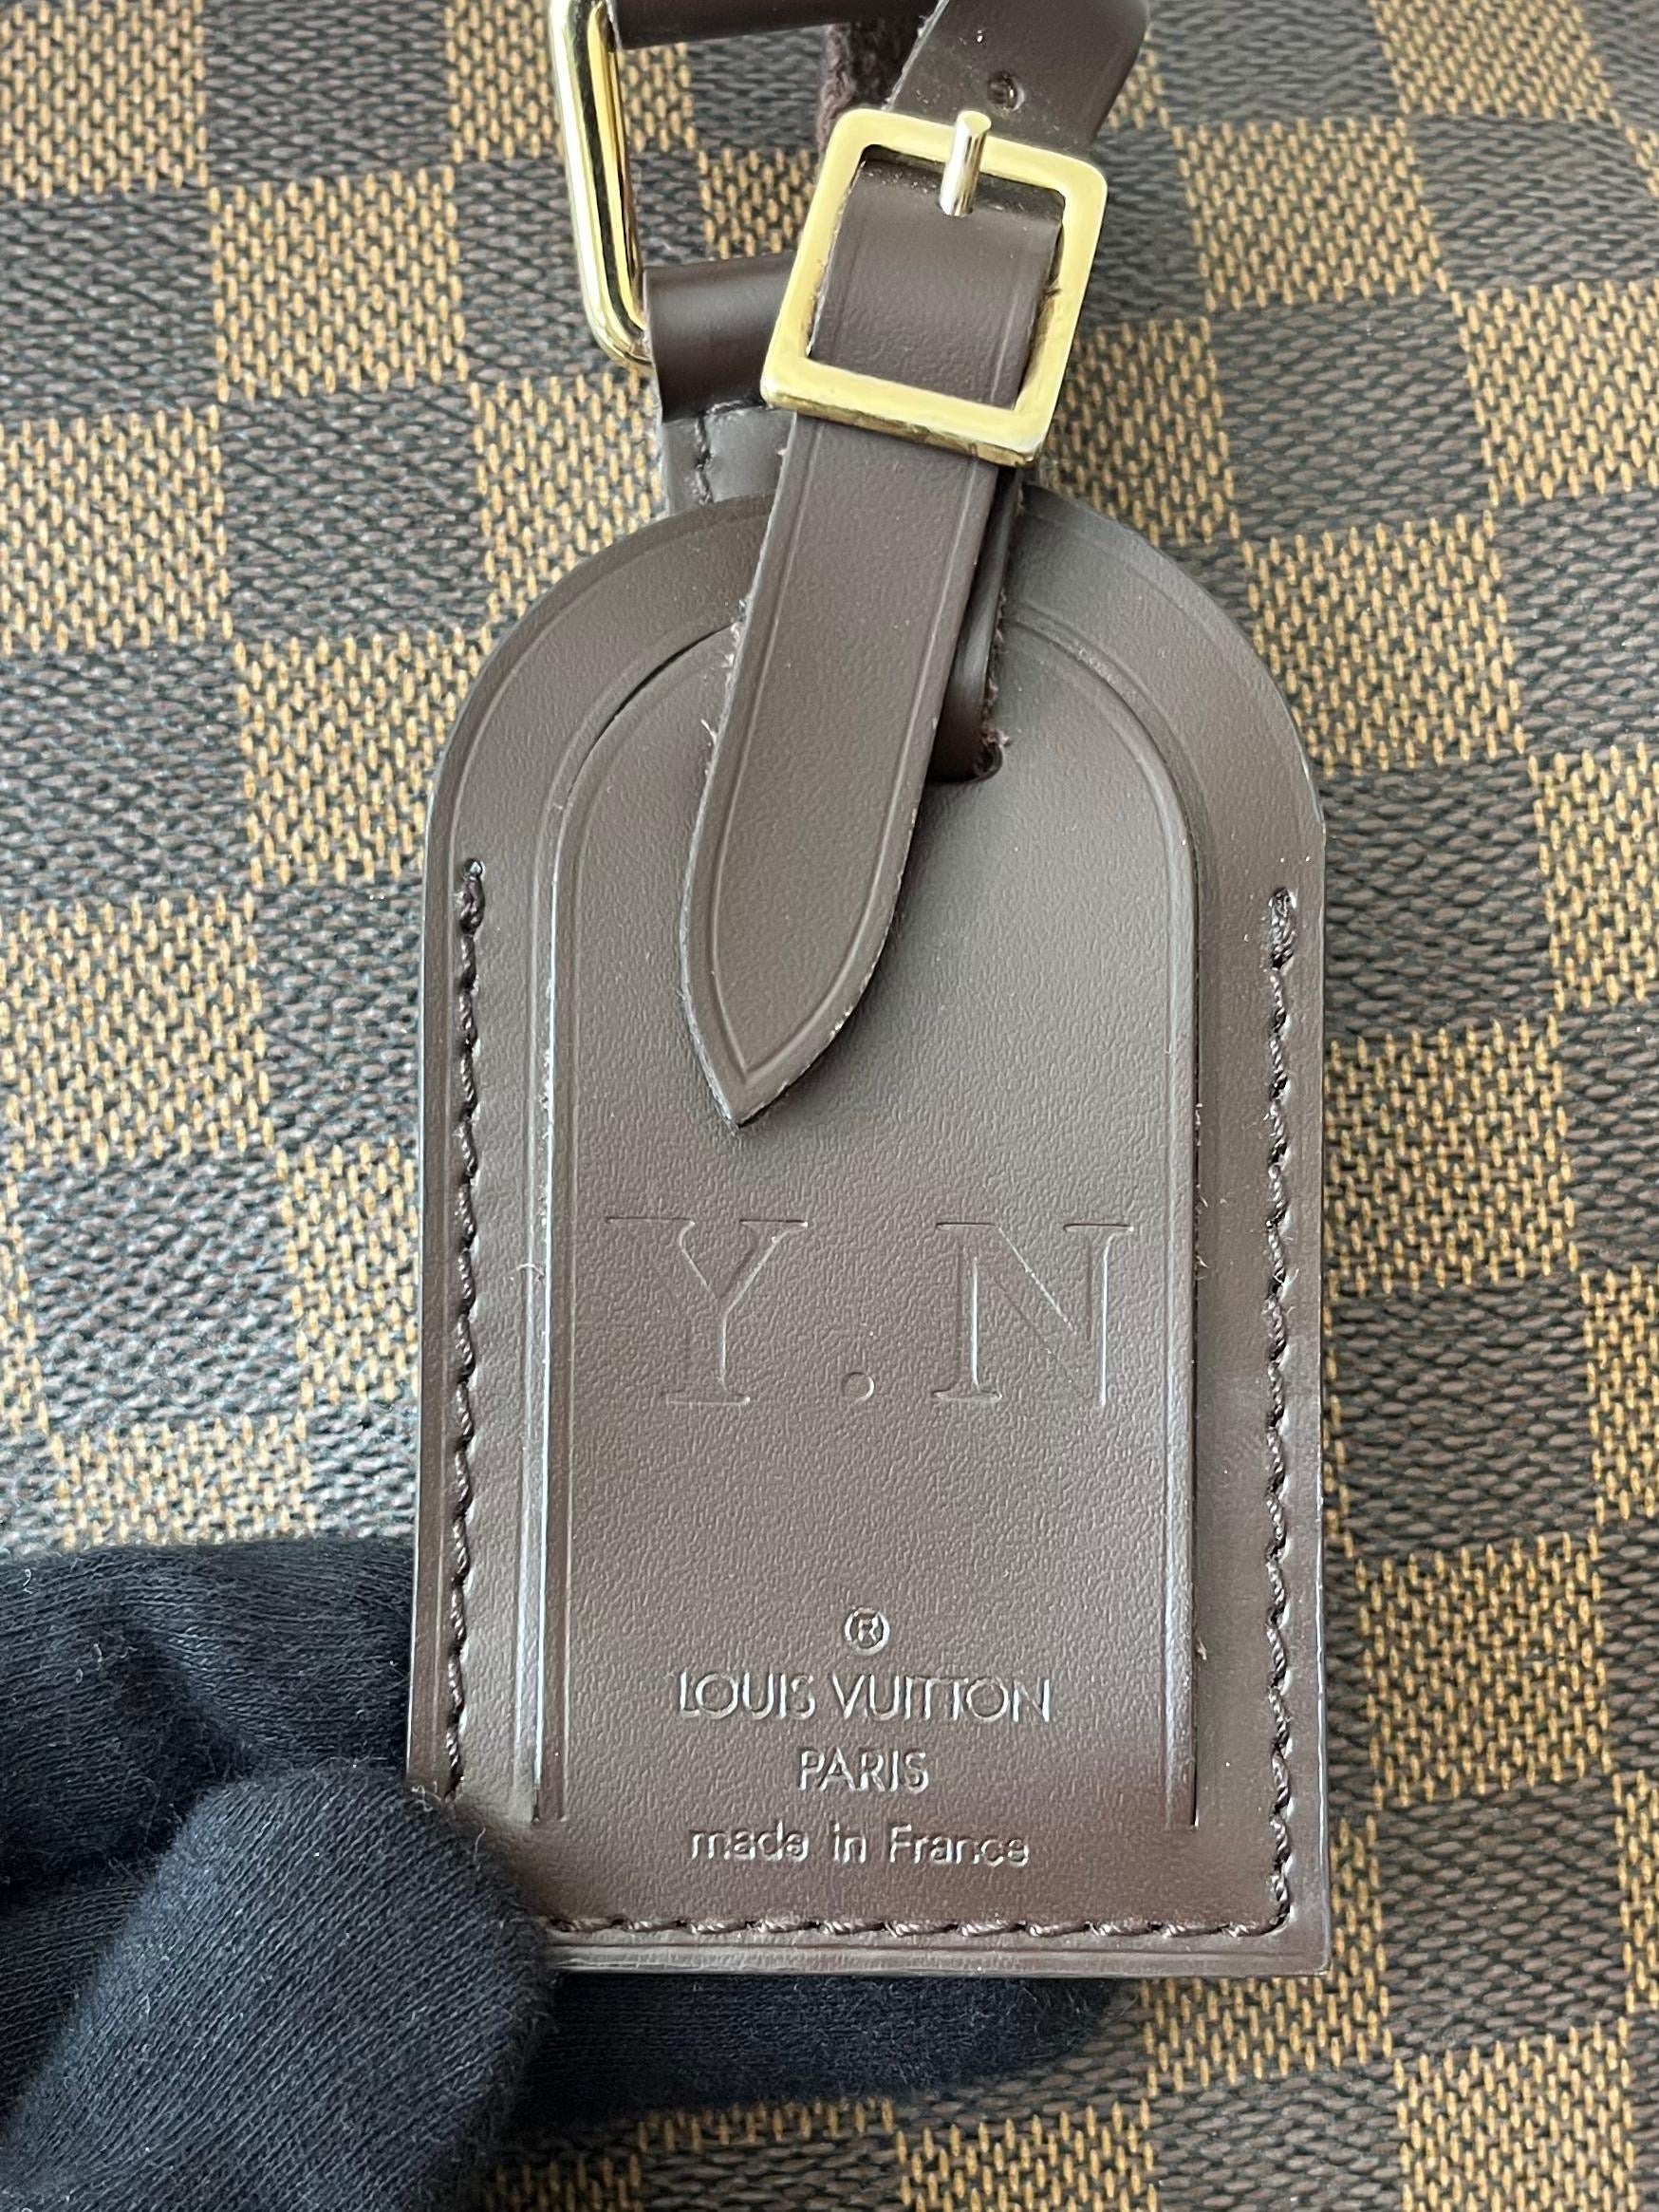 Y.N
®
LOUIS VUITTON
PARIS
made in France